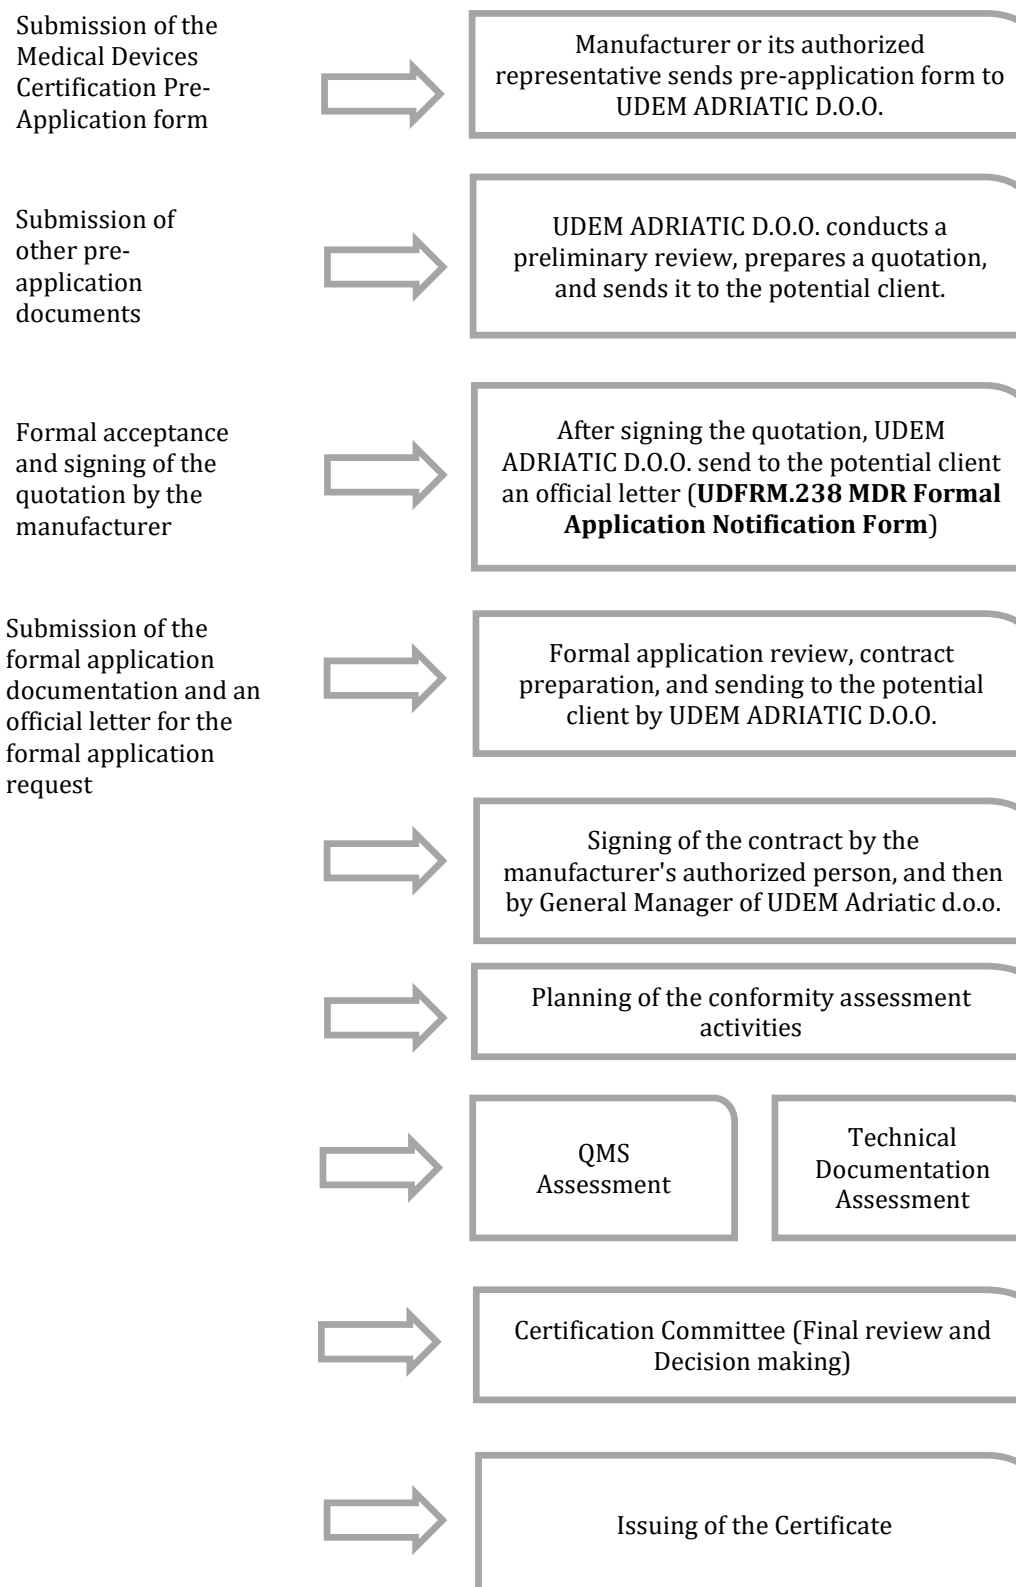 Submission of the
Medical Devices
Certification Pre-
Application form
Manufacturer or its authorized
representative sends pre-application form to
UDEM ADRIATIC D.O.O.
Submission of
other pre-
application
documents
UDEM ADRIATIC D.O.O. conducts a
preliminary review, prepares a quotation,
and sends it to the potential client.
Formal acceptance
and signing of the
quotation by the
manufacturer
After signing the quotation, UDEM
ADRIATIC D.O.O. send to the potential client
an official letter (UDFRM.238 MDR Formal
Application Notification Form)
Submission of the
formal application
documentation and an
official letter for the
formal application
request
Formal application review, contract
preparation, and sending to the potential
client by UDEM ADRIATIC D.O.O.
Signing of the contract by the
manufacturer's authorized person, and then
by General Manager of UDEM Adriatic d.o.o.
Planning of the conformity assessment
activities
QMS
Assessment
Technical
Documentation
Assessment
Certification Committee (Final review and
Decision making)
Issuing of the Certificate